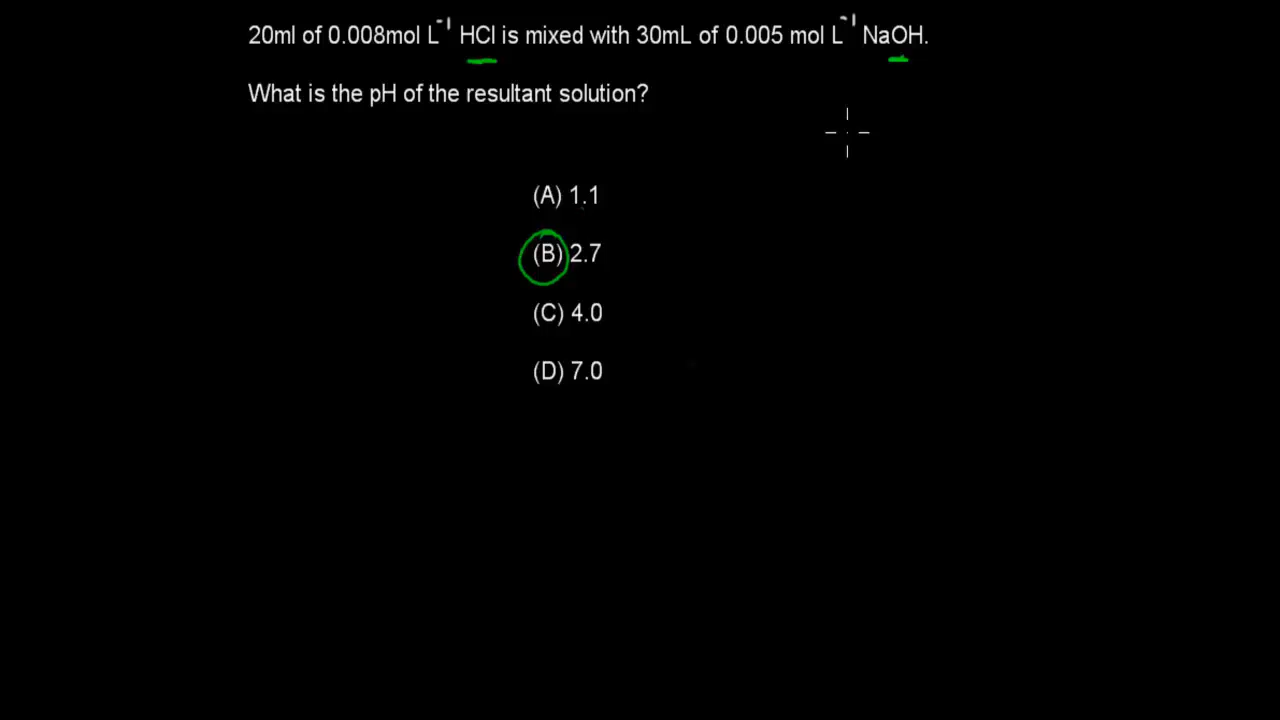 20ml of 0.008mol L⁻¹ HCl is mixed with 30mL of 0.005 mol L⁻¹ NaOH.
What is the pH of the resultant solution?
(A) 1.1
(B) 2.7
(C) 4.0
(D) 7.0